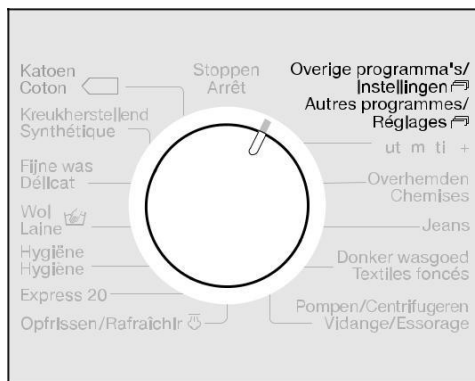 Katoen
Coton
Kreukherstellend
Synthétique
Fijne was
Délicat
Wol
Laine
Hygiëne
Hygiène
Express 20
Opfrissen/Rafraîchir
Stoppen
Arrêt
Overige programma's/
Instellingen
Autres programmes/
Réglages
ut m ti +
Overhemden
Chemises
Jeans
Donker wasgoed
Textiles foncés
Pompen/Centrifugeren
Vidange/Essorage